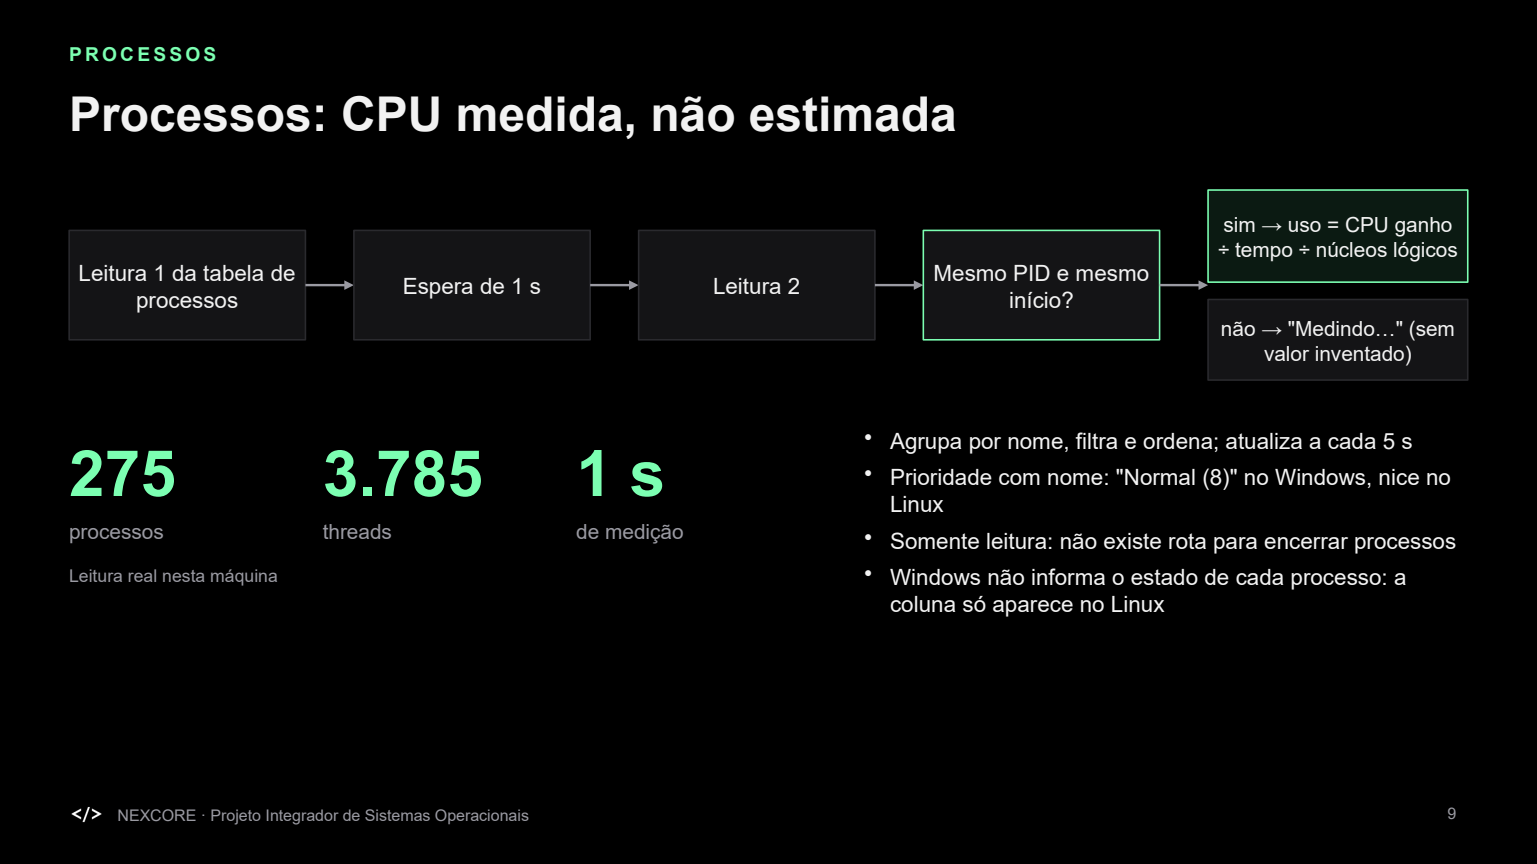 PROCESSOS
Processos: CPU medida, não estimada
Leitura 1 da tabela de
processos
Espera de 1 s
Leitura 2
Mesmo PID e mesmo
início?
sim → uso = CPU ganho
÷ tempo ÷ núcleos lógicos
não → "Medindo…" (sem
valor inventado)
275
processos
3.785
threads
1 s
de medição
Leitura real nesta máquina
• Agrupa por nome, filtra e ordena; atualiza a cada 5 s
• Prioridade com nome: "Normal (8)" no Windows, nice no
Linux
• Somente leitura: não existe rota para encerrar processos
• Windows não informa o estado de cada processo: a
coluna só aparece no Linux
</> NEXCORE · Projeto Integrador de Sistemas Operacionais
9